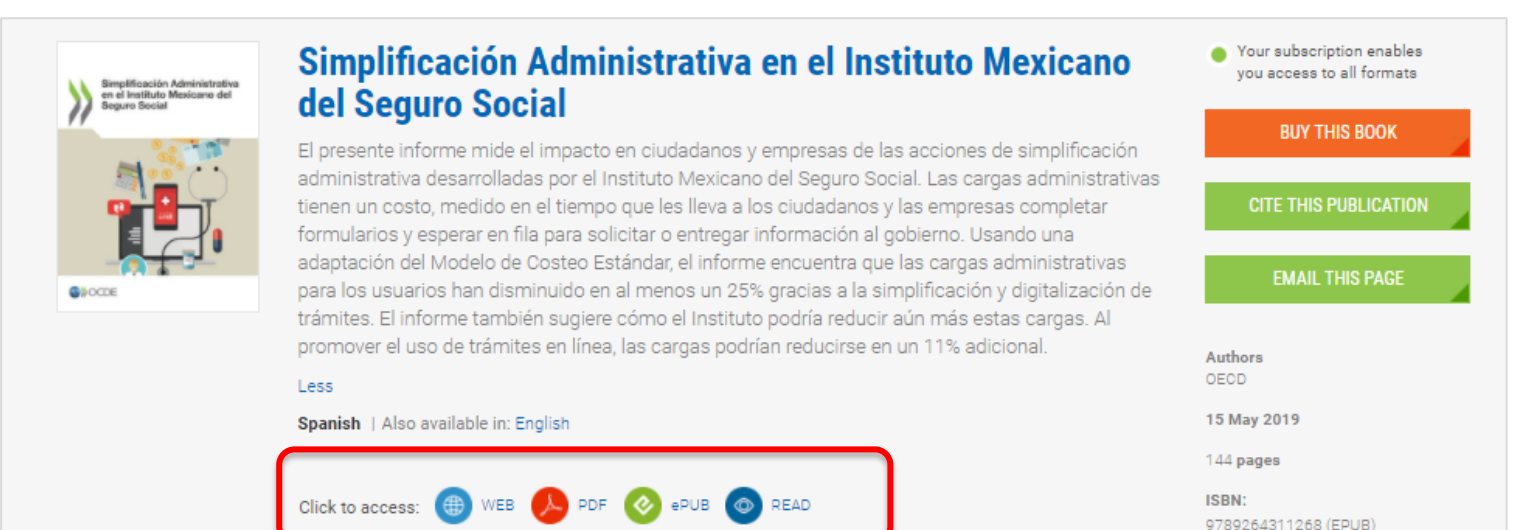 Simplificación Administrativa
en el Instituto Mexicano del
Seguro Social
OCDE
Simplificación Administrativa en el Instituto Mexicano
del Seguro Social
El presente informe mide el impacto en ciudadanos y empresas de las acciones de simplificación
administrativa desarrolladas por el Instituto Mexicano del Seguro Social. Las cargas administrativas
tienen un costo, medido en el tiempo que les lleva a los ciudadanos y las empresas completar
formularios y esperar en fila para solicitar o entregar información al gobierno. Usando una
adaptación del Modelo de Costeo Estándar, el informe encuentra que las cargas administrativas
para los usuarios han disminuido en al menos un 25% gracias a la simplificación y digitalización de
trámites. El informe también sugiere cómo el Instituto podría reducir aún más estas cargas. Al
promover el uso de trámites en línea, las cargas podrían reducirse en un 11% adicional.
Less
Spanish | Also available in: English
Click to access: WEB PDF ePUB READ
Your subscription enables
you access to all formats
BUY THIS BOOK
CITE THIS PUBLICATION
EMAIL THIS PAGE
Authors
OECD
15 May 2019
144 pages
ISBN:
9789264311268 (EPUB)